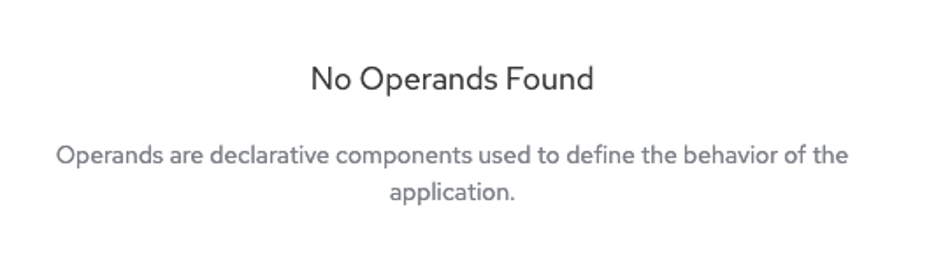 No Operands Found
Operands are declarative components used to define the behavior of the
application.